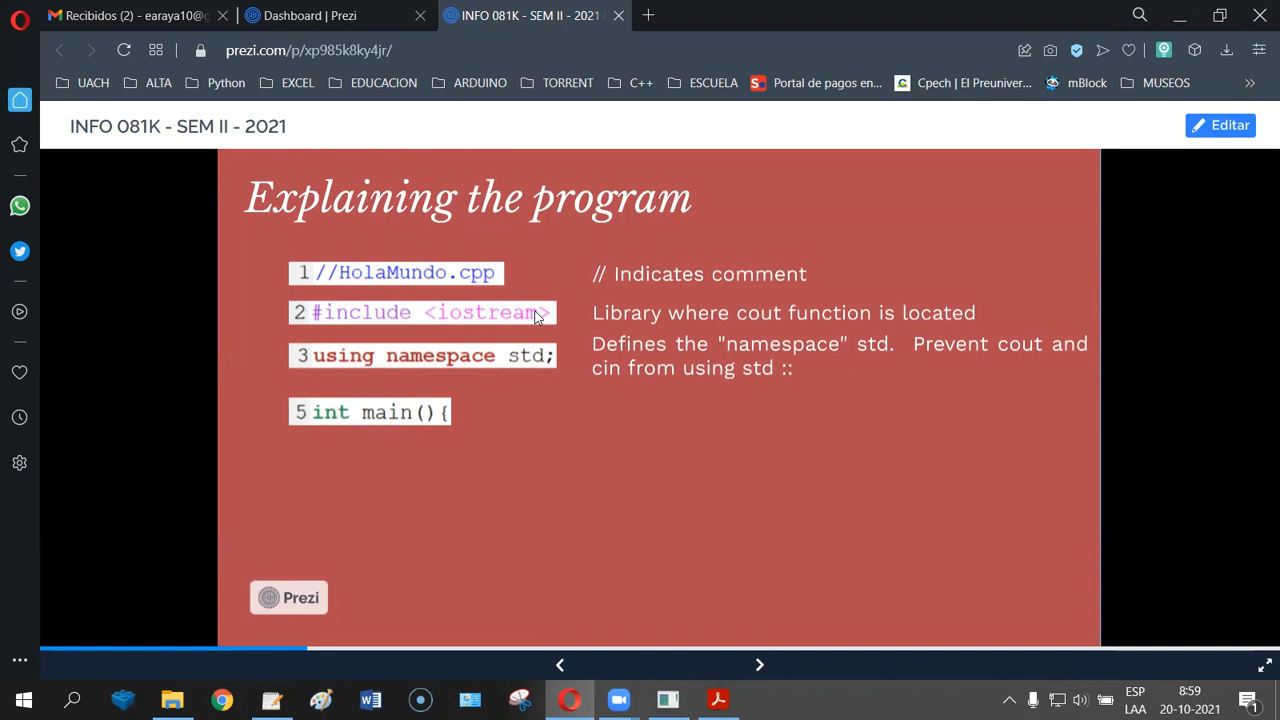 Recibidos (2) - earaya10@g
Dashboard | Prezi
INFO 081K - SEM II - 2021
prezi.com/p/xp985k8ky4jr/
UACH
ALTA
Python
EXCEL
EDUCACION
ARDUINO
TORRENT
C++
ESCUELA
Portal de pagos en...
Cpech | El Preuniver...
mBlock
MUSEOS
INFO 081K - SEM II - 2021
Editar
Explaining the program
1 //HolaMundo.cpp
// Indicates comment
2 #include <iostream>
Library where cout function is located
3 using namespace std;
Defines the "namespace" std. Prevent cout and
cin from using std ::
5 int main(){
Prezi
ESP
LAA
8:59
20-10-2021
1